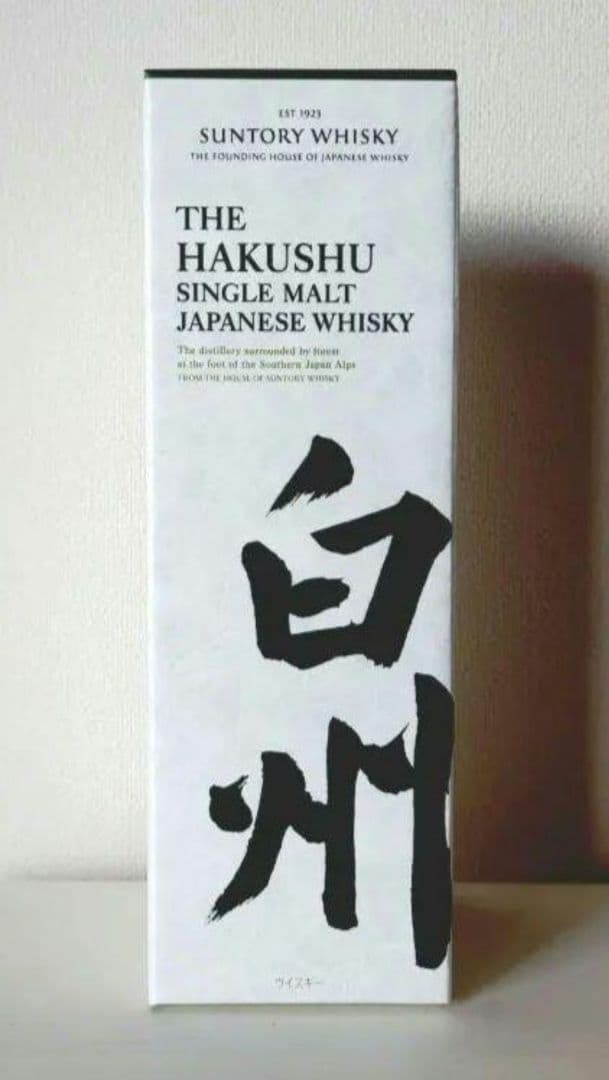 EST 1923
SUNTORY WHISKY
THE FOUNDING HOUSE OF JAPANESE WHISKY
THE
HAKUSHU
SINGLE MALT
JAPANESE WHISKY
The distillery surrounded by forest
at the foot of the Southern Japan Alps
FROM THE HOUSE OF SUNTORY WHISKY
白
州
ウイスキー